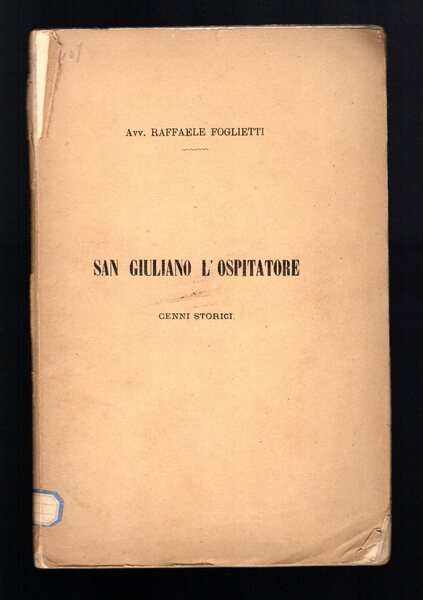 Avv. RAFFAELE FOGLIETTI
SAN GIULIANO L'OSPITATORE
CENNI STORICI.